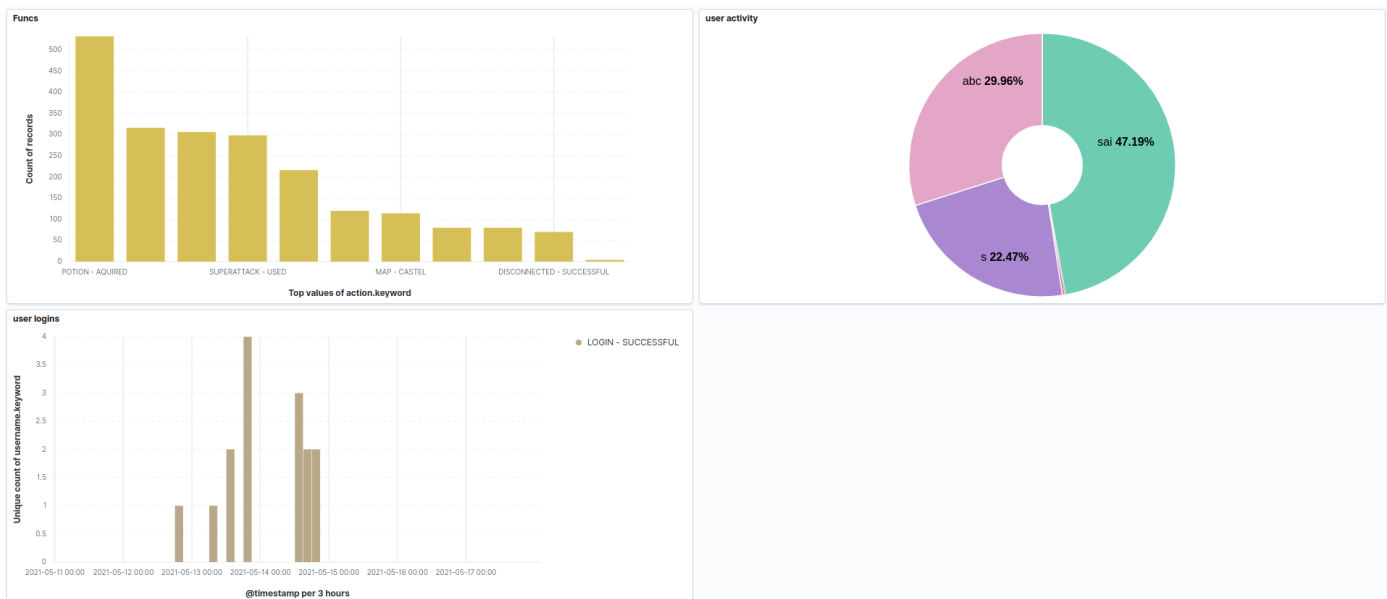 Funcs
Count of records
500
450
400
350
300
250
200
150
100
50
0
POTION - AQUIRED
SUPERATTACK - USED
MAP - CASTEL
DISCONNECTED - SUCCESSFUL
Top values of action.keyword
user activity
abc 29.96%
sai 47.19%
s 22.47%
user logins
LOGIN - SUCCESSFUL
Unique count of username.keyword
4
3.5
3
2.5
2
1.5
1
0.5
0
2021-05-11 00:00
2021-05-12 00:00
2021-05-13 00:00
2021-05-14 00:00
2021-05-15 00:00
2021-05-16 00:00
2021-05-17 00:00
@timestamp per 3 hours